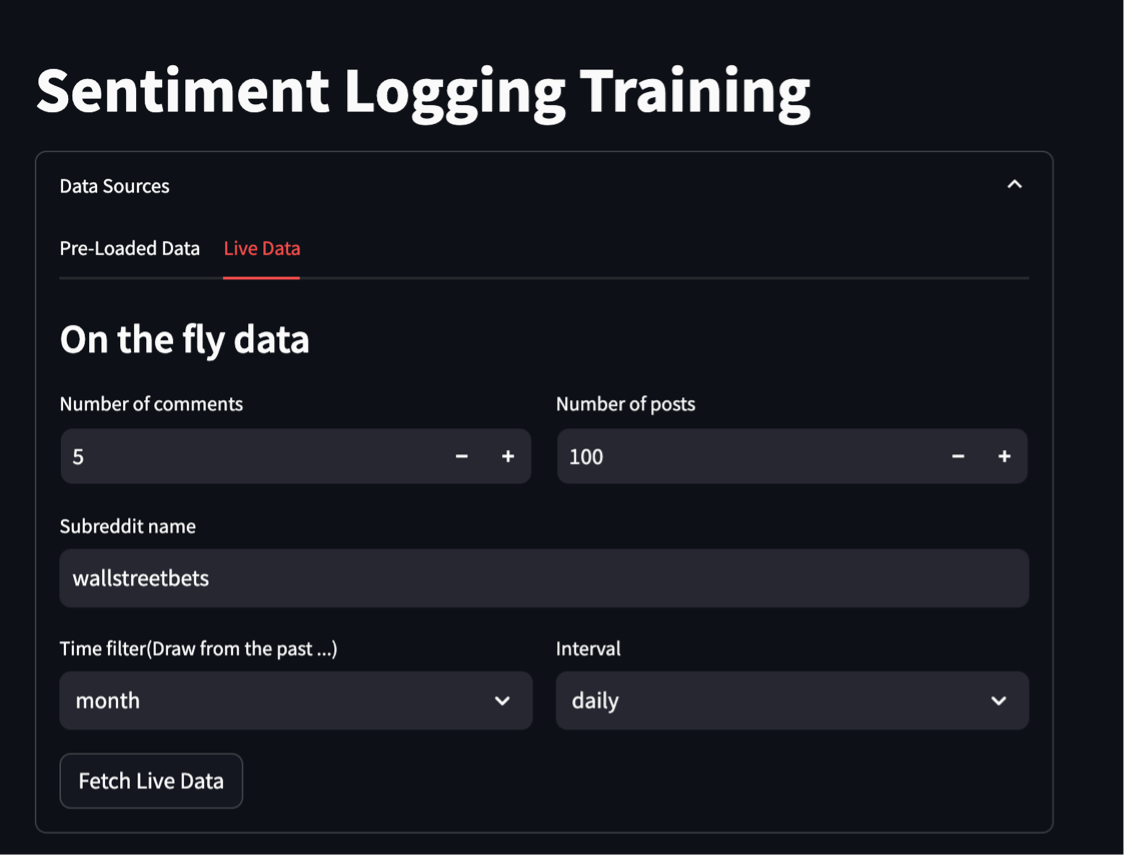 Sentiment Logging Training
Data Sources
Pre-Loaded Data Live Data
On the fly data
Number of comments Number of posts
5 − + 100 − +
Subreddit name
wallstreetbets
Time filter(Draw from the past ...) Interval
month daily
Fetch Live Data